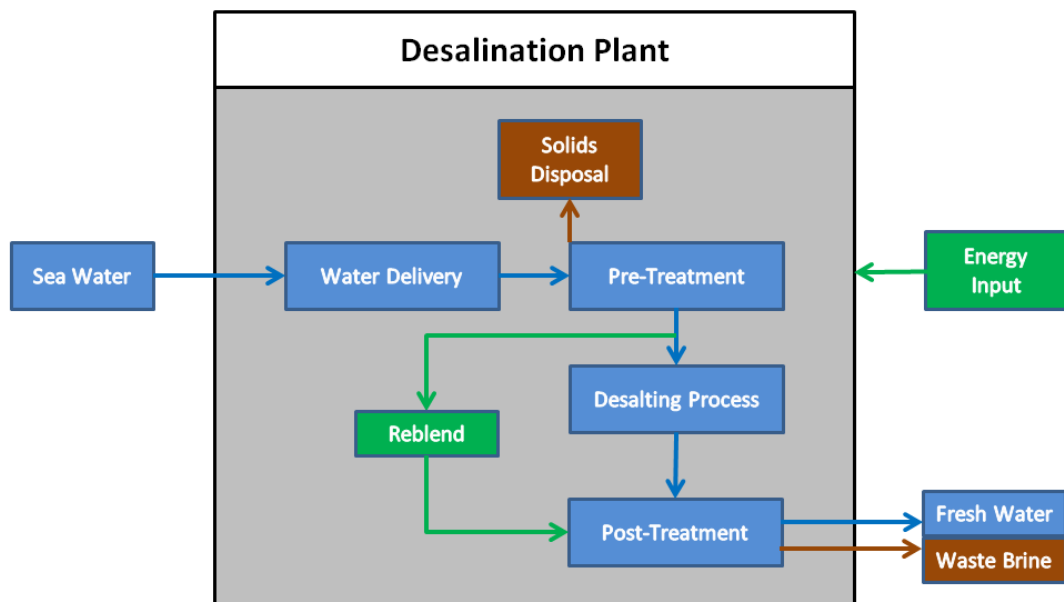 Desalination Plant
Solids
Disposal
Sea Water
Water Delivery
Pre-Treatment
Energy
Input
Desalting Process
Reblend
Post-Treatment
Fresh Water
Waste Brine